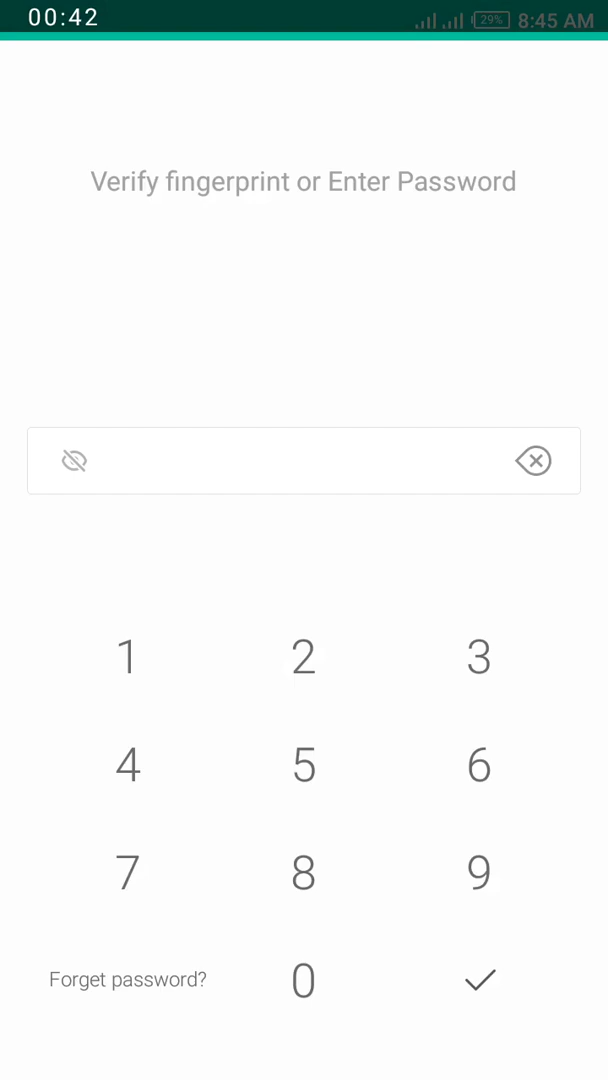 00:42 29% 8:45 AM
Verify fingerprint or Enter Password
1 2 3
4 5 6
7 8 9
Forget password? 0